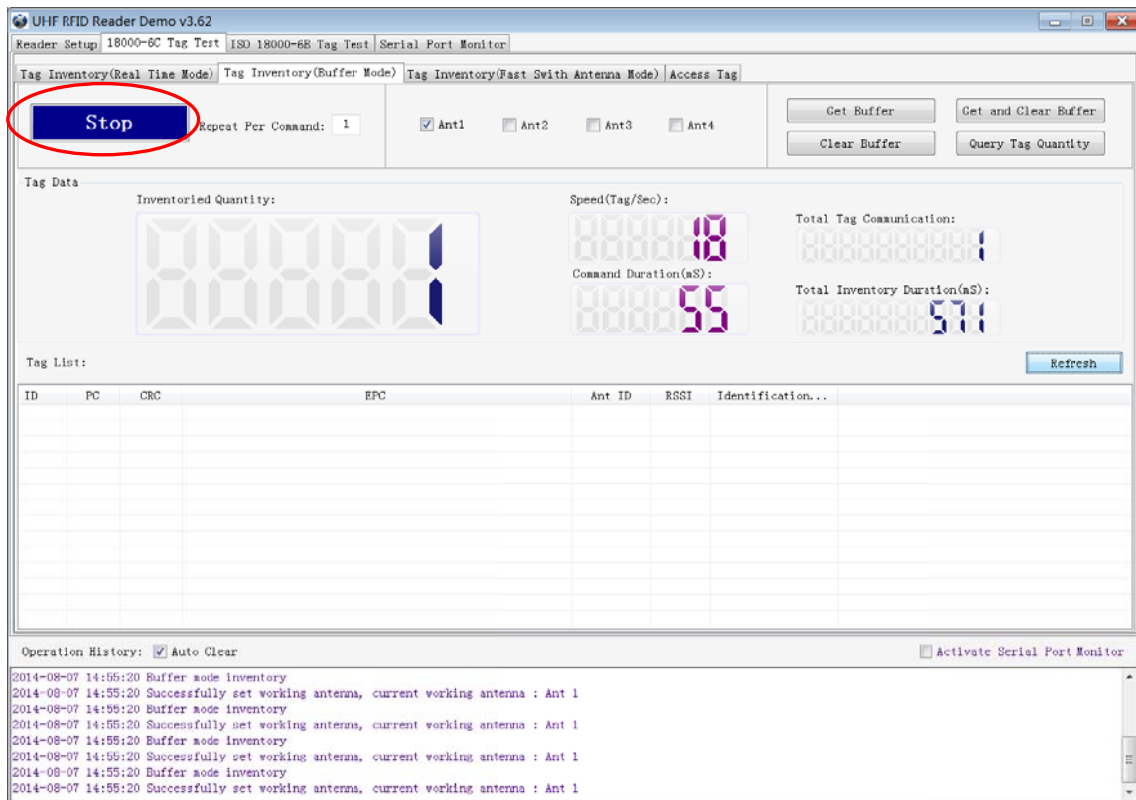 UHF RFID Reader Demo v3.62
Reader Setup 18000-6C Tag Test ISO 18000-6B Tag Test Serial Port Monitor
Tag Inventory(Real Time Mode) Tag Inventory(Buffer Mode) Tag Inventory(Fast Swith Antenna Mode) Access Tag
Stop Repeat Per Command: 1 Ant1 Ant2 Ant3 Ant4 Get Buffer Get and Clear Buffer
Clear Buffer Query Tag Quantity
Tag Data
Inventoried Quantity: Speed(Tag/Sec): Total Tag Communication:
1 18 1
Command Duration(mS): Total Inventory Duration(mS):
55 571
Tag List: Refresh
ID PC CRC EPC Ant ID RSSI Identification...
Operation History: Auto Clear Activate Serial Port Monitor
2014-08-07 14:55:20 Buffer mode inventory
2014-08-07 14:55:20 Successfully set working antenna, current working antenna : Ant 1
2014-08-07 14:55:20 Buffer mode inventory
2014-08-07 14:55:20 Successfully set working antenna, current working antenna : Ant 1
2014-08-07 14:55:20 Buffer mode inventory
2014-08-07 14:55:20 Successfully set working antenna, current working antenna : Ant 1
2014-08-07 14:55:20 Buffer mode inventory
2014-08-07 14:55:20 Successfully set working antenna, current working antenna : Ant 1